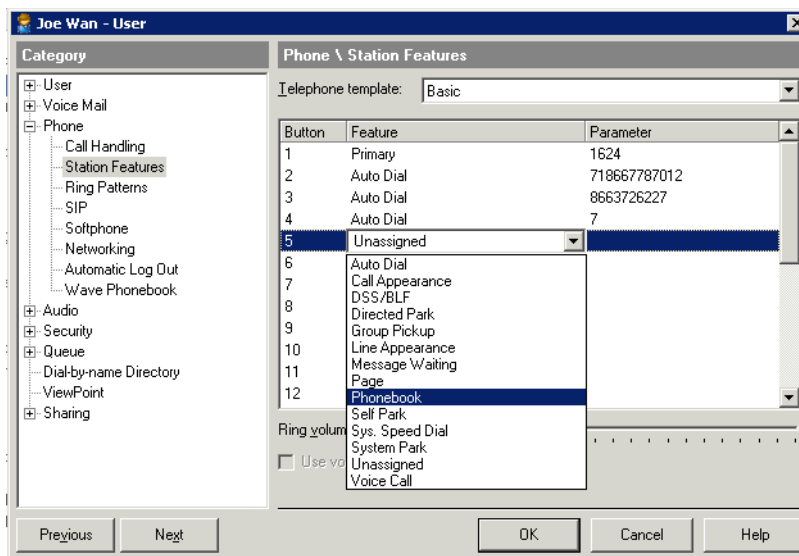 Joe Wan - User
Category
User
Voice Mail
Phone
Call Handling
Station Features
Ring Patterns
SIP
Softphone
Networking
Automatic Log Out
Wave Phonebook
Audio
Security
Queue
Dial-by-name Directory
ViewPoint
Sharing
Phone \ Station Features
Telephone template: Basic
Button Feature Parameter
1 Primary 1624
2 Auto Dial 718667787012
3 Auto Dial 8663726227
4 Auto Dial 7
5 Unassigned
6
7
8
9
10
11
12
Auto Dial
Call Appearance
DSS/BLF
Directed Park
Group Pickup
Line Appearance
Message Waiting
Page
Phonebook
Self Park
Sys. Speed Dial
System Park
Unassigned
Voice Call
Ring volum
Use vo
Previous Next OK Cancel Help